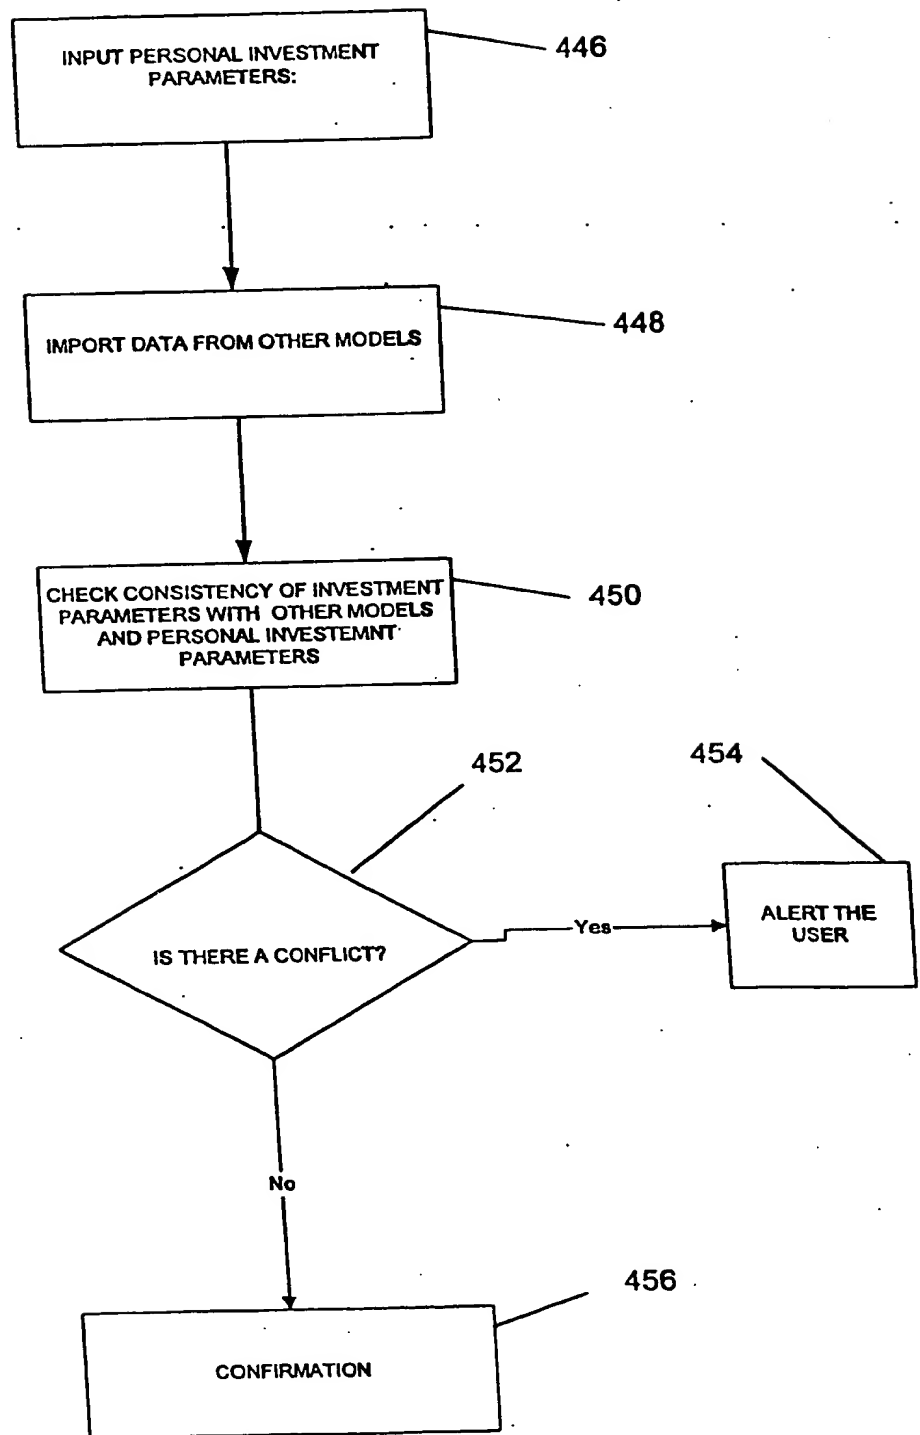 INPUT PERSONAL INVESTMENT
PARAMETERS:
446
IMPORT DATA FROM OTHER MODELS
448
CHECK CONSISTENCY OF INVESTMENT
PARAMETERS WITH OTHER MODELS
AND PERSONAL INVESTEMNT
PARAMETERS
450
452
454
IS THERE A CONFLICT?
Yes
ALERT THE
USER
No
456
CONFIRMATION